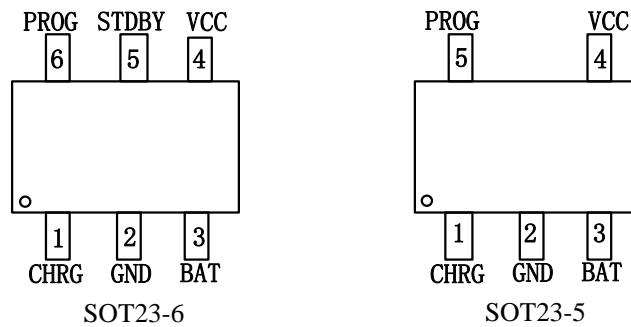 PROG STDBY VCC
6 5 4
1 2 3
CHRG GND BAT
SOT23-6
PROG VCC
5 4
1 2 3
CHRG GND BAT
SOT23-5